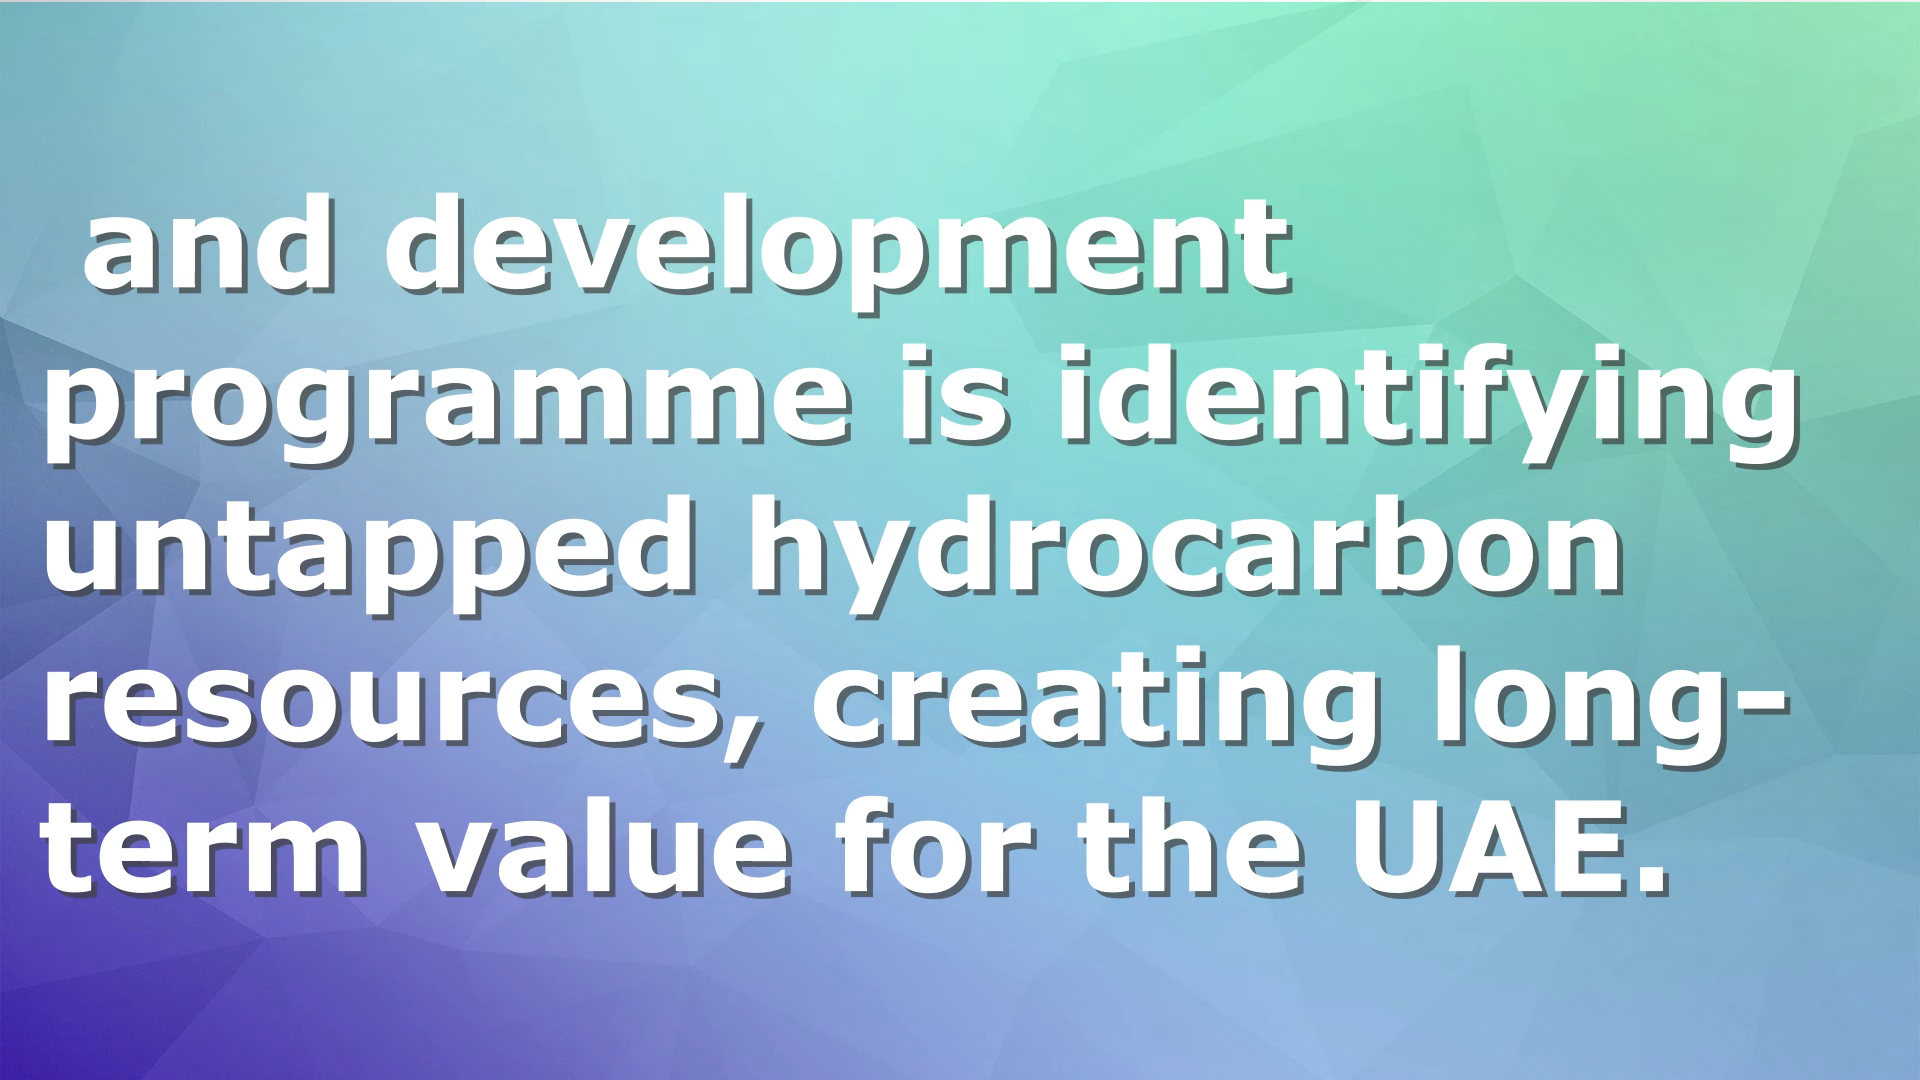 and development
programme is identifying
untapped hydrocarbon
resources, creating long-
term value for the UAE.